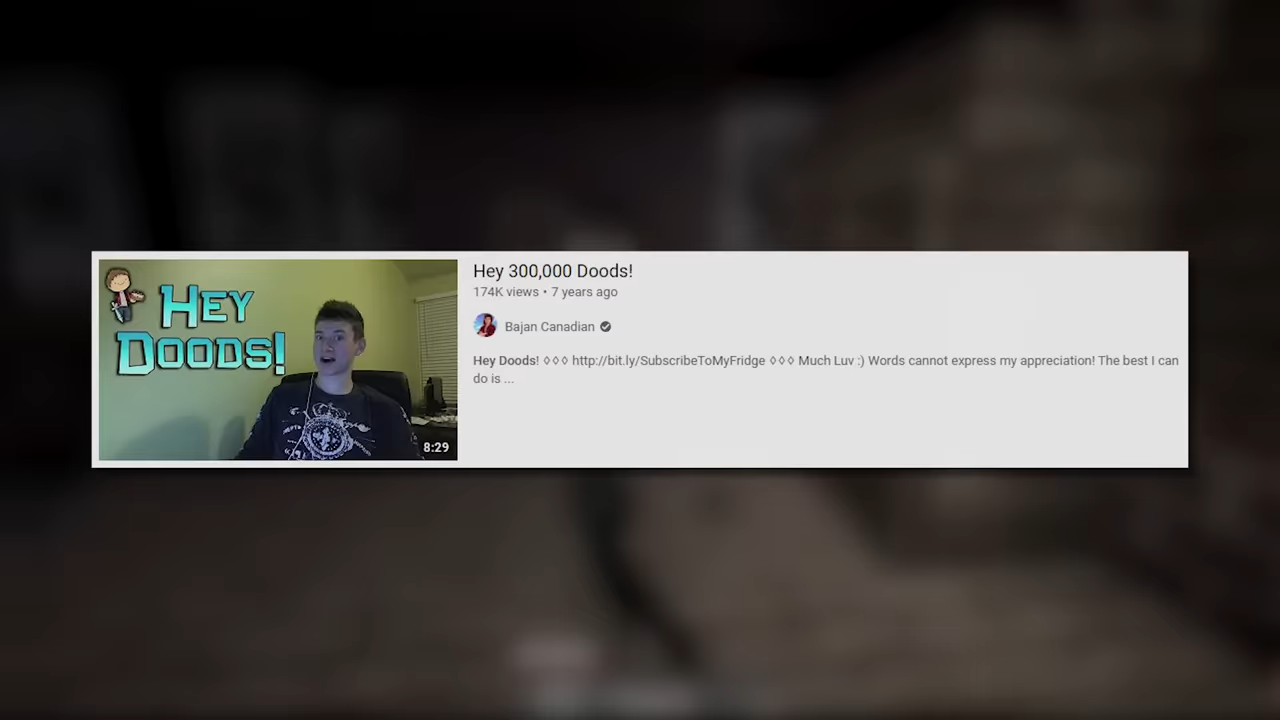 HEY
DOODS!
8:29
Hey 300,000 Doods!
174K views • 7 years ago
Bajan Canadian
Hey Doods! ◊◊◊ http://bit.ly/SubscribeToMyFridge ◊◊◊ Much Luv :) Words cannot express my appreciation! The best I can
do is ...